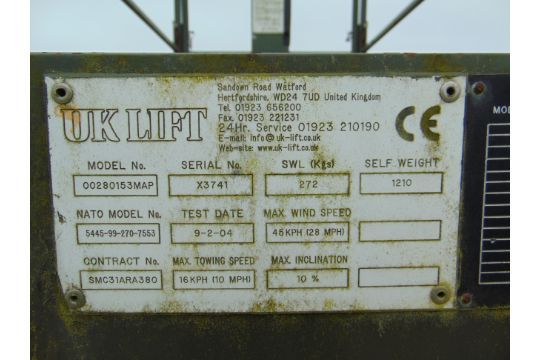 Sandown Road Watford
Hertfordshire, WD24 7UD United Kingdom
Tel. 01923 656200
Fax. 01923 221231
24Hr. Service 01923 210190
E-mail: info@uk-lift.co.uk
Web-site: www.uk-lift.co.uk
UK LIFT
CE
MODEL No. SERIAL No. SWL (Kgs) SELF WEIGHT
00280153MAP X3741 272 1210
NATO MODEL No. TEST DATE MAX. WIND SPEED
5445-99-270-7553 9-2-04 45KPH (28 MPH)
CONTRACT No. MAX. TOWING SPEED MAX. INCLINATION
SMC31ARA380 16KPH (10 MPH) 10 %
MOD